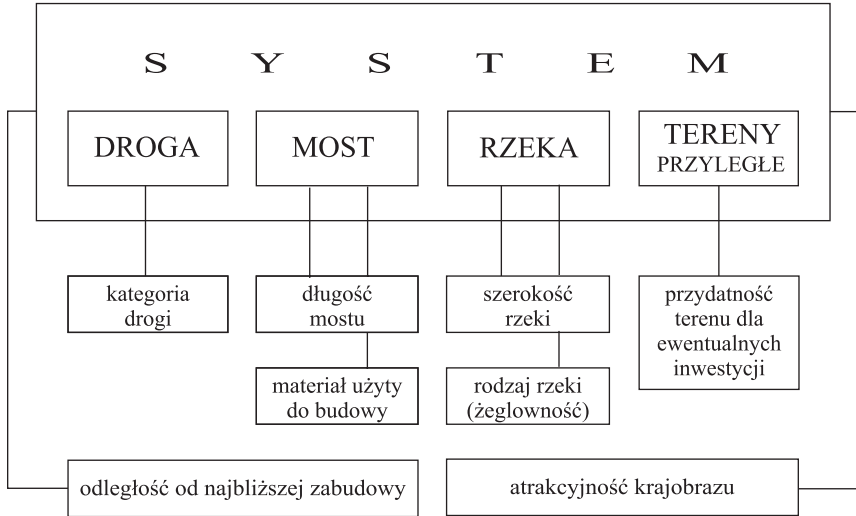 S Y S T E M
DROGA
MOST
RZEKA
TERENY
PRZYLEGŁE
kategoria
drogi
długość
mostu
szerokość
rzeki
przydatność
terenu dla
ewentualnych
inwestycji
materiał użyty
do budowy
rodzaj rzeki
(żeglowność)
odległość od najbliższej zabudowy
atrakcyjność krajobrazu